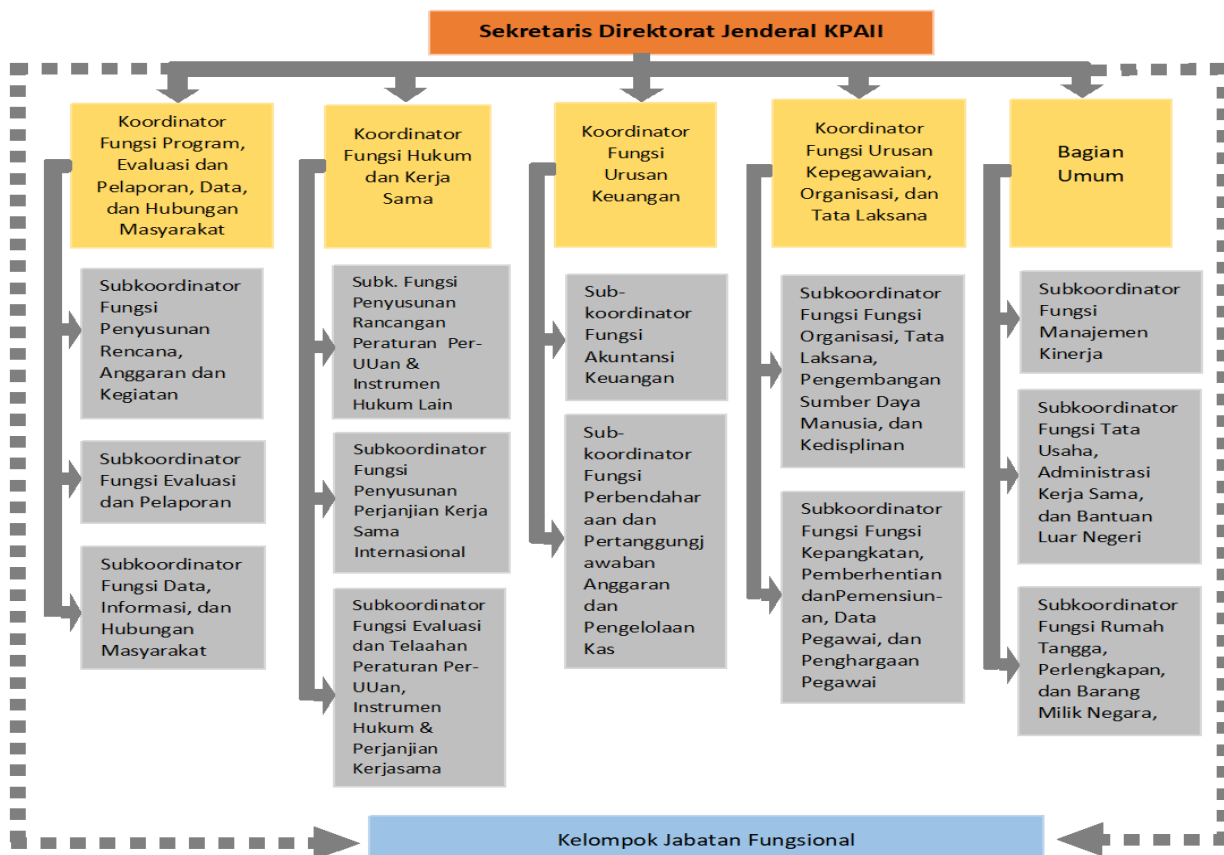 Sekretaris Direktorat Jenderal KPAII
Koordinator
Fungsi Program,
Evaluasi dan
Pelaporan, Data,
dan Hubungan
Masyarakat
Subkoordinator
Fungsi
Penyusunan
Rencana,
Anggaran dan
Kegiatan
Subkoordinator
Fungsi Evaluasi
dan Pelaporan
Subkoordinator
Fungsi Data,
Informasi, dan
Hubungan
Masyarakat
Koordinator
Fungsi Hukum
dan Kerja
Sama
Subk. Fungsi
Penyusunan
Rancangan
Peraturan Per-
UUan &
Instrumen
Hukum Lain
Subkoordinator
Fungsi
Penyusunan
Perjanjian Kerja
Sama
Internasional
Subkoordinator
Fungsi Evaluasi
dan Telaahan
Peraturan Per-
UUan,
Instrumen
Hukum &
Perjanjian
Kerjasama
Koordinator
Fungsi
Urusan
Keuangan
Sub-
koordinator
Fungsi
Akuntansi
Keuangan
Sub-
koordinator
Fungsi
Perbendahar
aan dan
Pertanggungj
awaban
Anggaran
dan
Pengelolaan
Kas
Koordinator
Fungsi Urusan
Kepegawaian,
Organisasi, dan
Tata Laksana
Subkoordinator
Fungsi Fungsi
Organisasi, Tata
Laksana,
Pengembangan
Sumber Daya
Manusia, dan
Kedisplinan
Subkoordinator
Fungsi Fungsi
Kepangkatan,
Pemberhentian
danPemensiun-
an, Data
Pegawai, dan
Penghargaan
Pegawai
Bagian
Umum
Subkoordinator
Fungsi
Manajemen
Kinerja
Subkoordinator
Fungsi Tata
Usaha,
Administrasi
Kerja Sama,
dan Bantuan
Luar Negeri
Subkoordinator
Fungsi Rumah
Tangga,
Perlengkapan,
dan Barang
Milik Negara,
Kelompok Jabatan Fungsional